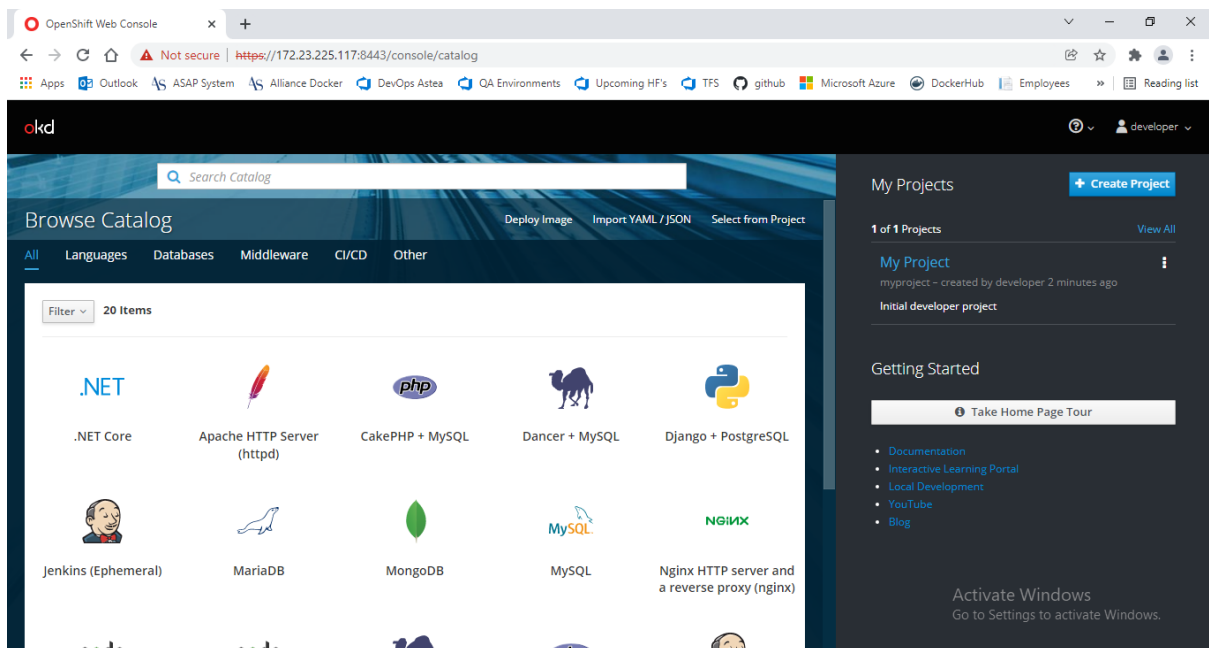 OpenShift Web Console
Not secure | https://172.23.225.117:8443/console/catalog
Apps Outlook ASAP System Alliance Docker DevOps Astea QA Environments Upcoming HF's TFS github Microsoft Azure DockerHub Employees » Reading list
okd
developer
Search Catalog
My Projects
+ Create Project
Browse Catalog
Deploy Image Import YAML / JSON Select from Project
1 of 1 Projects
View All
All Languages Databases Middleware CI/CD Other
My Project
myproject – created by developer 2 minutes ago
Initial developer project
Filter
20 Items
Getting Started
Take Home Page Tour
.NET
php
.NET Core
Apache HTTP Server
(httpd)
CakePHP + MySQL
Dancer + MySQL
Django + PostgreSQL
Documentation
Interactive Learning Portal
Local Development
YouTube
Blog
MySQL.
NGINX
Jenkins (Ephemeral)
MariaDB
MongoDB
MySQL
Nginx HTTP server and
a reverse proxy (nginx)
Activate Windows
Go to Settings to activate Windows.